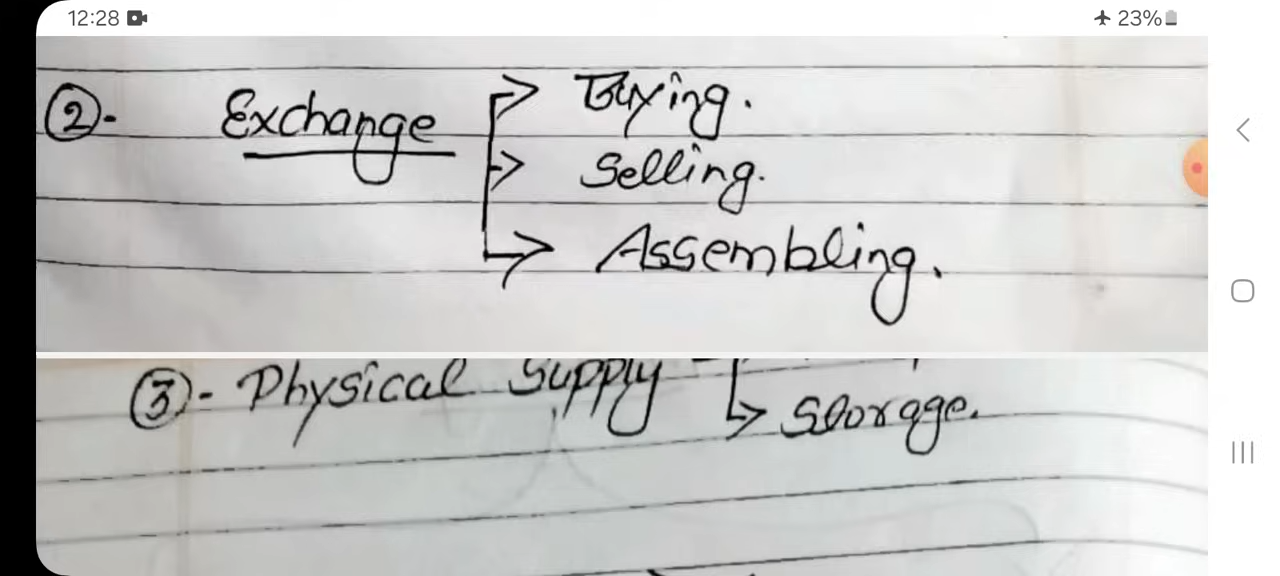 12:28
23%
②- Exchange
Buying.
Selling.
Assembling.
③- Physical Supply
Storage.